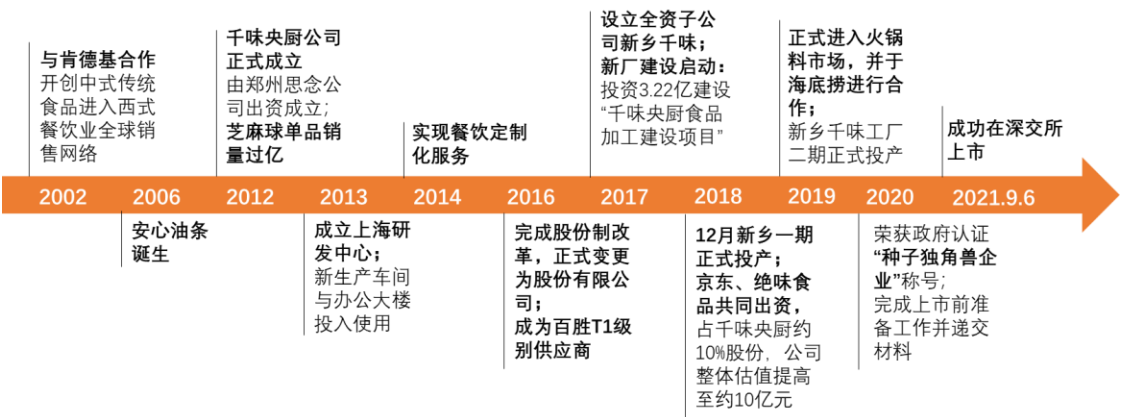 与肯德基合作
开创中式传统
食品进入西式
餐饮业全球销
售网络
千味央厨公司
正式成立
由郑州思念公
司出资成立；
芝麻球单品销
量过亿
实现餐饮定制
化服务
设立全资子公
司新乡千味；
新厂建设启动：
投资3.22亿建设
“千味央厨食品
加工建设项目”
正式进入火锅
料市场，并于
海底捞进行合
作；
新乡千味工厂
二期正式投产
成功在深交所
上市
2002 2006 2012 2013 2014 2016 2017 2018 2019 2020 2021.9.6
安心油条
诞生
成立上海研
发中心；
新生产车间
与办公大楼
投入使用
完成股份制改
革，正式变更
为股份有限公
司；
成为百胜T1级
别供应商
12月新乡一期
正式投产；
京东、绝味食
品共同出资，
占千味央厨约
10%股份，公司
整体估值提高
至约10亿元
荣获政府认证
“种子独角兽企
业”称号；
完成上市前准
备工作并递交
材料